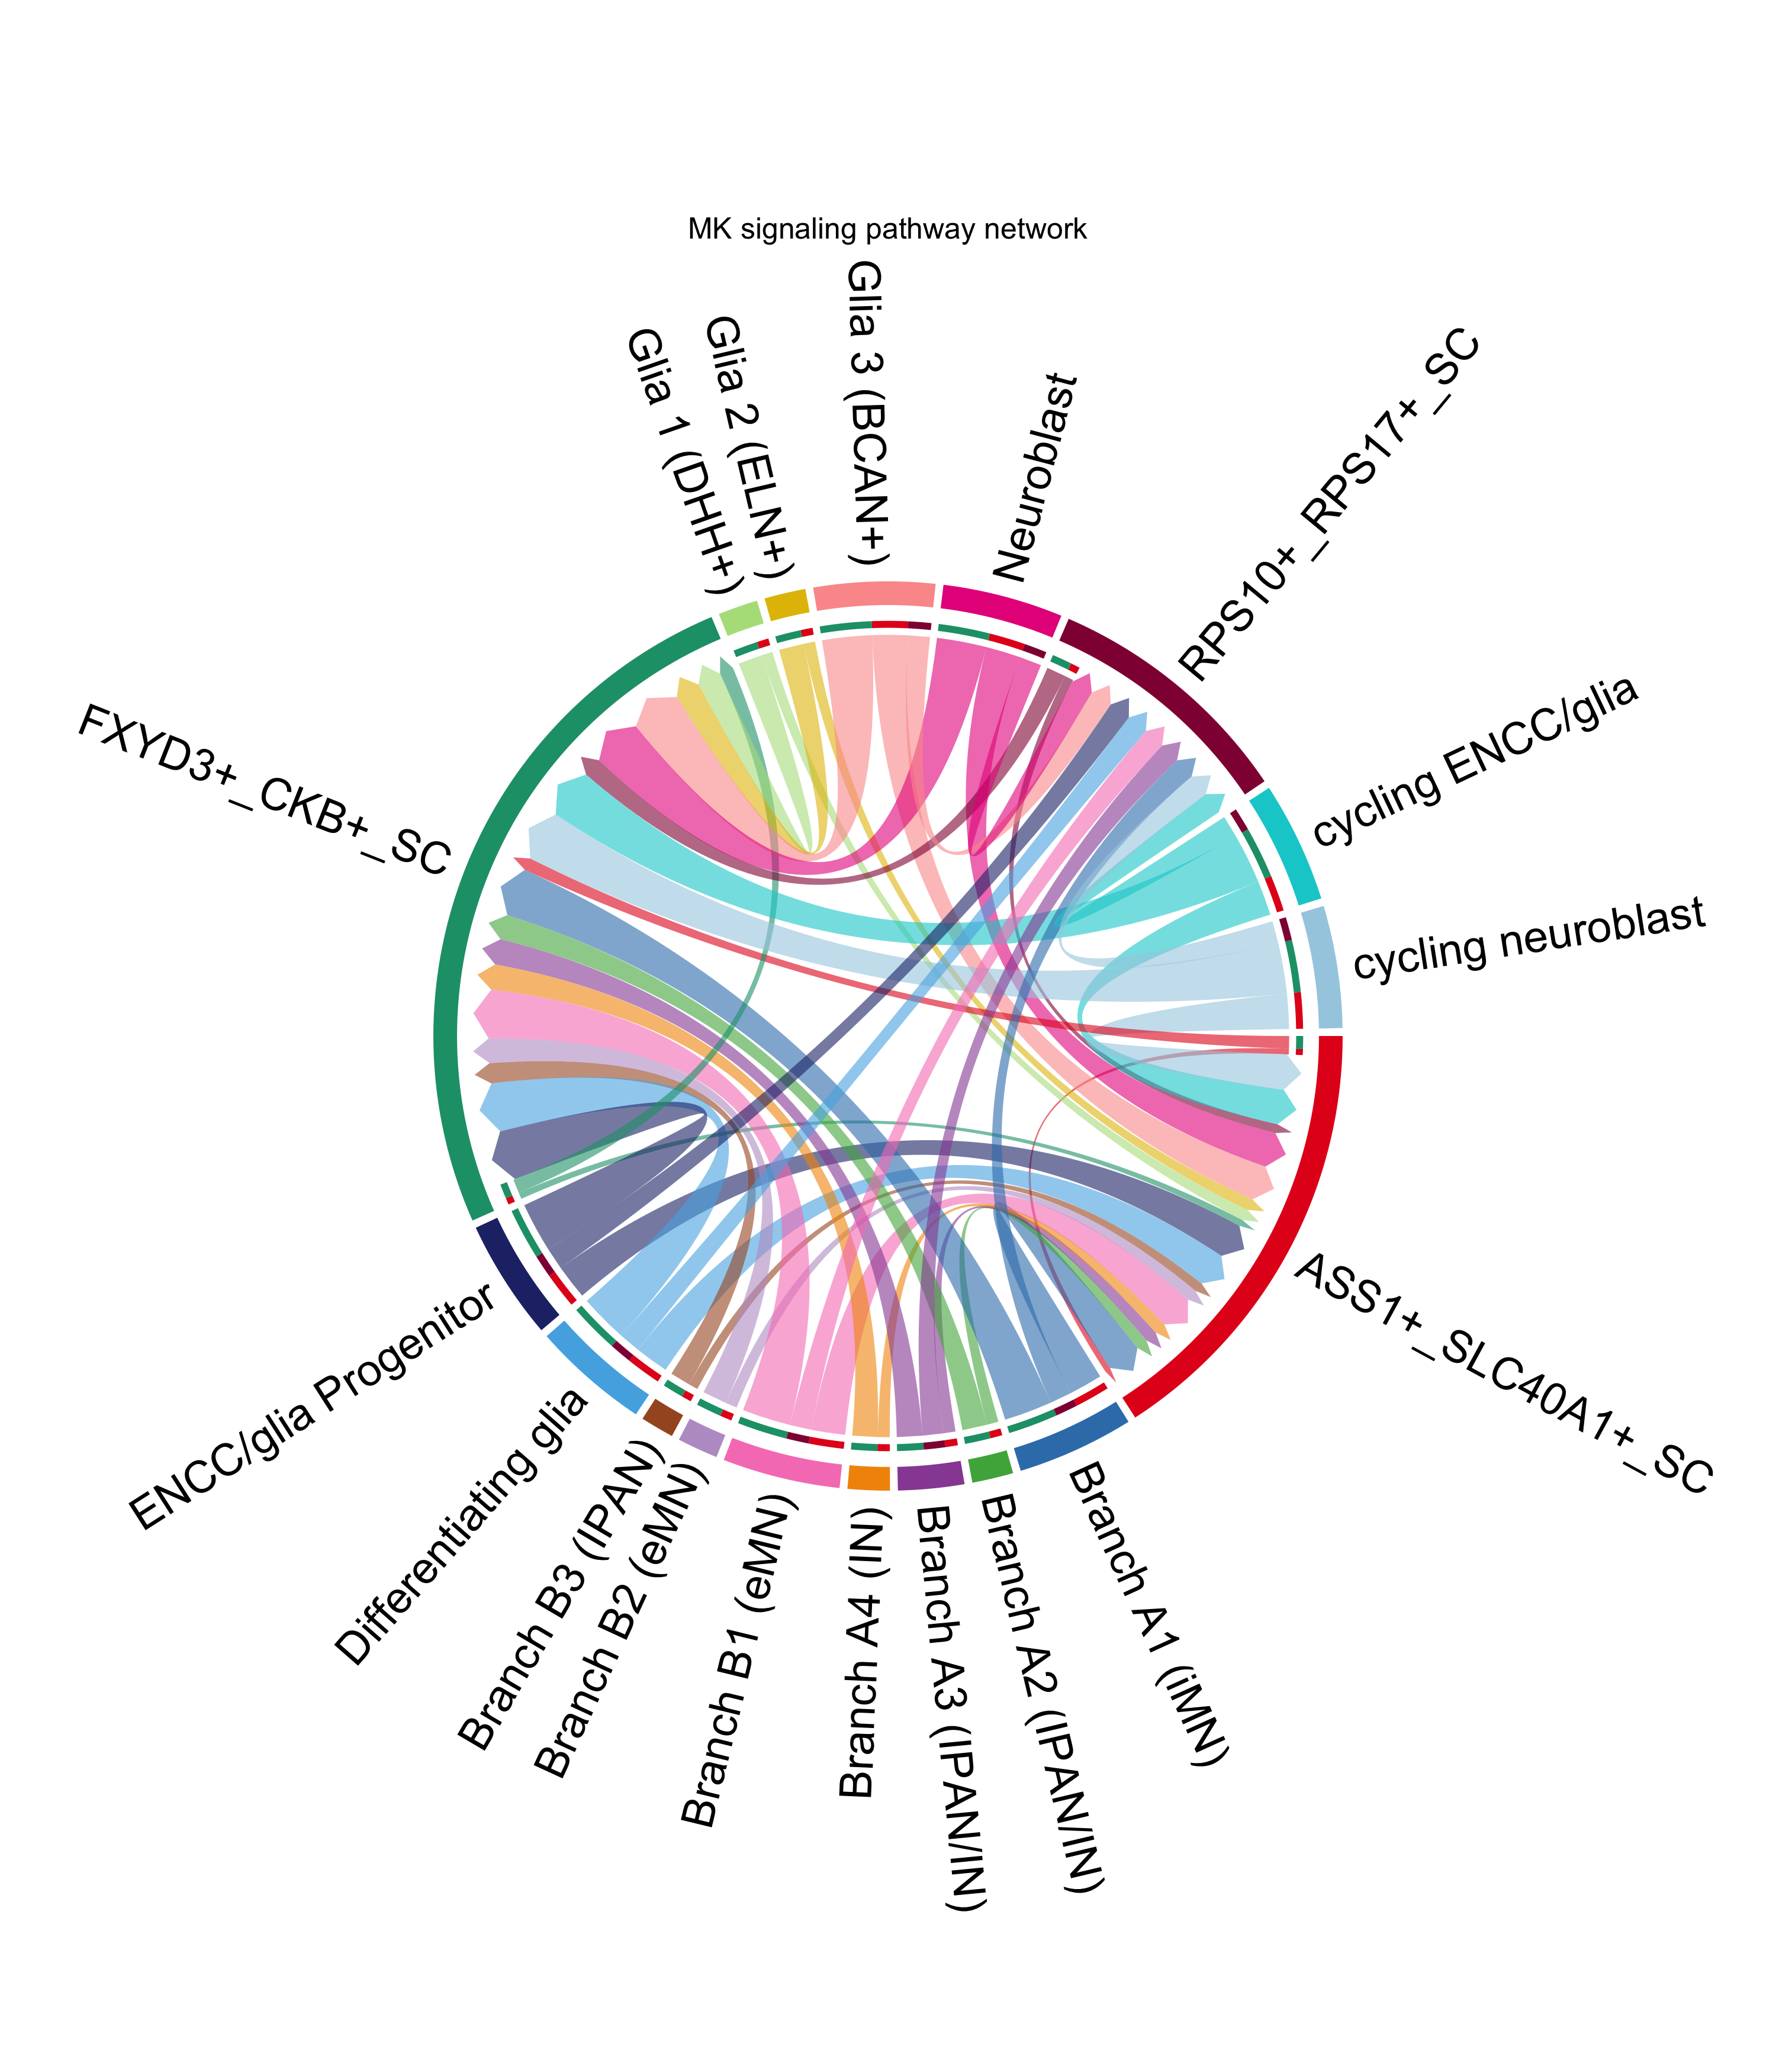 MK signaling pathway network
Glia 1 (DHH+)
Glia 2 (ELN+)
Glia 3 (BCAN+)
Neuroblast
RPS10+_RPS17+_SC
cycling ENCC/glia
cycling neuroblast
ASS1+_SLC40A1+_SC
Branch A1 (iMN)
Branch A2 (IPAN/IN)
Branch A3 (IPAN/IN)
Branch A4 (IN)
Branch B1 (eMN)
Branch B2 (eMN)
Branch B3 (IPAN)
Differentiating glia
ENCC/glia Progenitor
FXYD3+_CKB+_SC